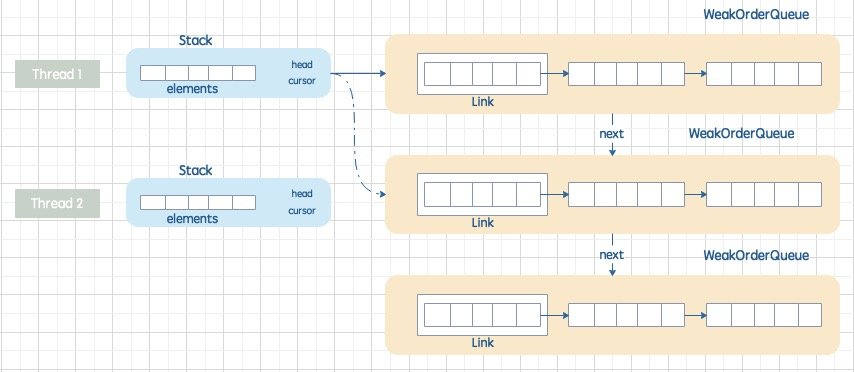 WeakOrderQueue
Stack
Thread 1
head
cursor
elements
Link
next
WeakOrderQueue
Stack
Thread 2
head
cursor
elements
Link
next
WeakOrderQueue
Link